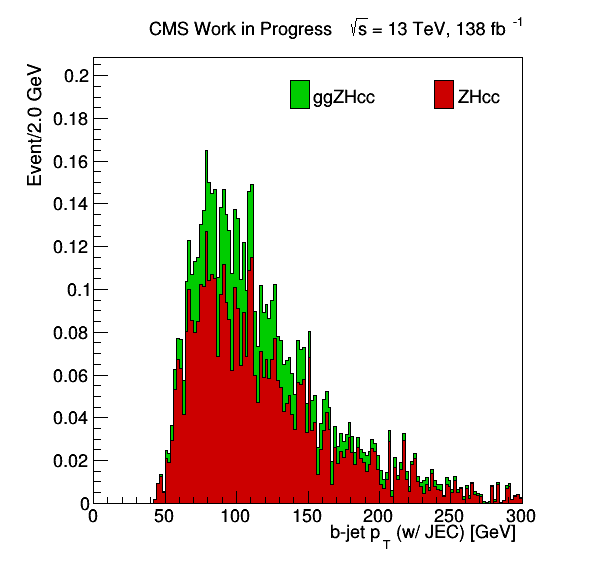 CMS Work in Progress √s = 13 TeV, 138 fb -1
Event/2.0 GeV
ggZHcc ZHcc
0.2
0.18
0.16
0.14
0.12
0.1
0.08
0.06
0.04
0.02
0
0 50 100 150 200 250 300
b-jet p_T (w/ JEC) [GeV]